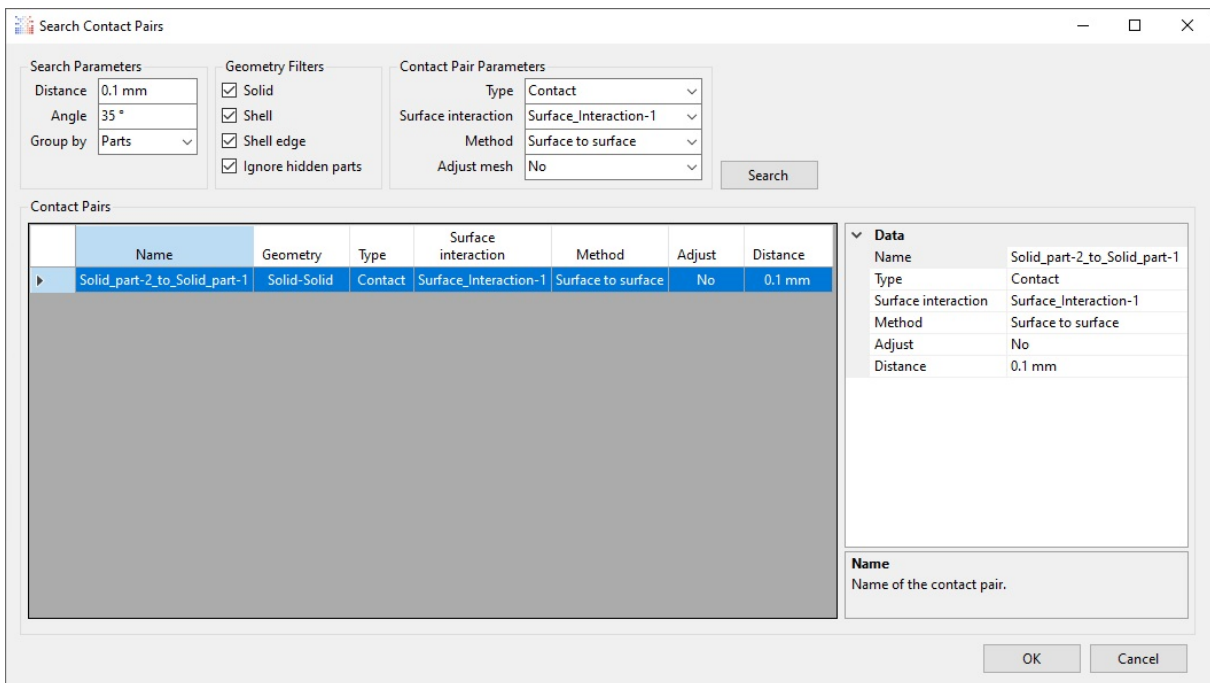 Search Contact Pairs
Search Parameters
Distance 0.1 mm
Angle 35 °
Group by Parts
Geometry Filters
Solid
Shell
Shell edge
Ignore hidden parts
Contact Pair Parameters
Type Contact
Surface interaction Surface_Interaction-1
Method Surface to surface
Adjust mesh No
Search
Contact Pairs
Name Geometry Type Surface interaction Method Adjust Distance
Solid_part-2_to_Solid_part-1 Solid-Solid Contact Surface_Interaction-1 Surface to surface No 0.1 mm
Data
Name Solid_part-2_to_Solid_part-1
Type Contact
Surface interaction Surface_Interaction-1
Method Surface to surface
Adjust No
Distance 0.1 mm
Name
Name of the contact pair.
OK Cancel